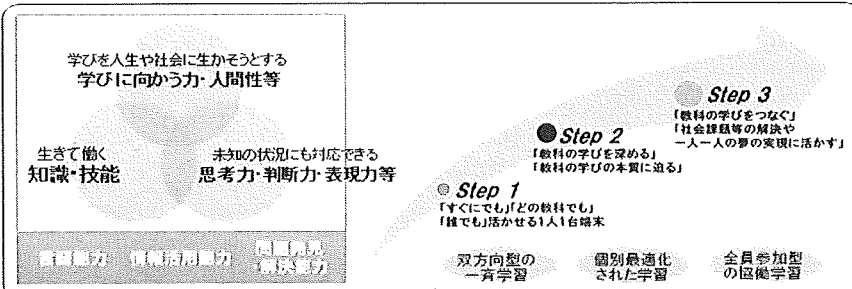 学びを人生や社会に生かそうとする
学びに向かう力・人間性等
生きて働く
知識・技能
未知の状況にも対応できる
思考力・判断力・表現力等
言語能力
情報活用能力
問題発見
・解決能力
Step 1
「すぐにでも」「どの教科でも」
「誰でも」活かせる1人1台端末
Step 2
「教科の学びを深める」
「教科の学びの本質に迫る」
Step 3
「教科の学びをつなぐ」
「社会課題等の解決や
一人一人の夢の実現に活かす」
双方向型の
一斉学習
個別最適化
された学習
全員参加型
の協働学習